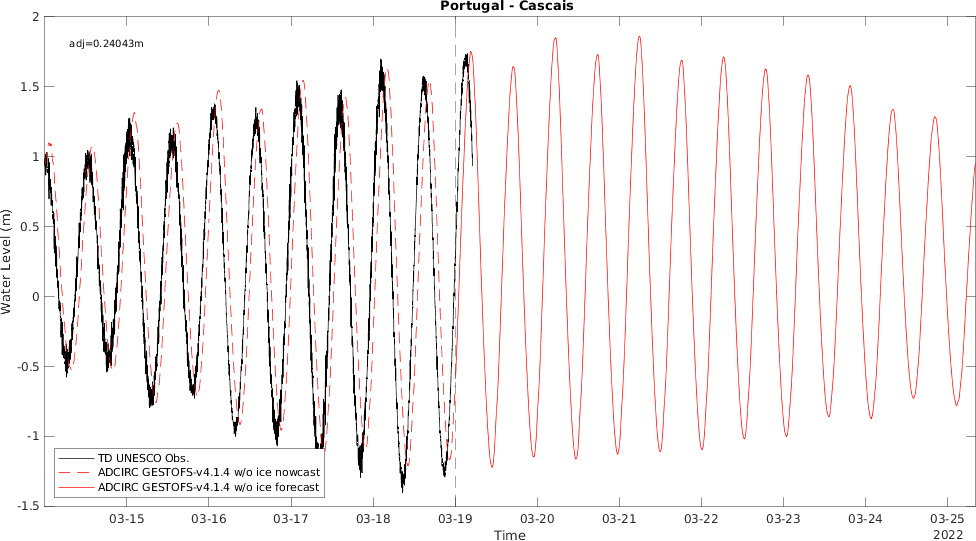 Portugal - Cascais
adj=0.24043m
2
1.5
1
0.5
0
-0.5
-1
-1.5
Water Level (m)
TD UNESCO Obs.
ADCIRC GESTOFS-v4.1.4 w/o ice nowcast
ADCIRC GESTOFS-v4.1.4 w/o ice forecast
03-15 03-16 03-17 03-18 03-19 03-20 03-21 03-22 03-23 03-24 03-25
Time
2022